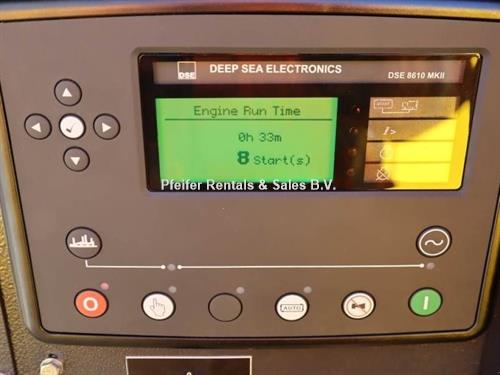 DSE
DEEP SEA ELECTRONICS
DSE 8610 MKII
Engine Run Time
0h 33m
8 Start(s)
Pfeifer Rentals & Sales B.V.
AUTO